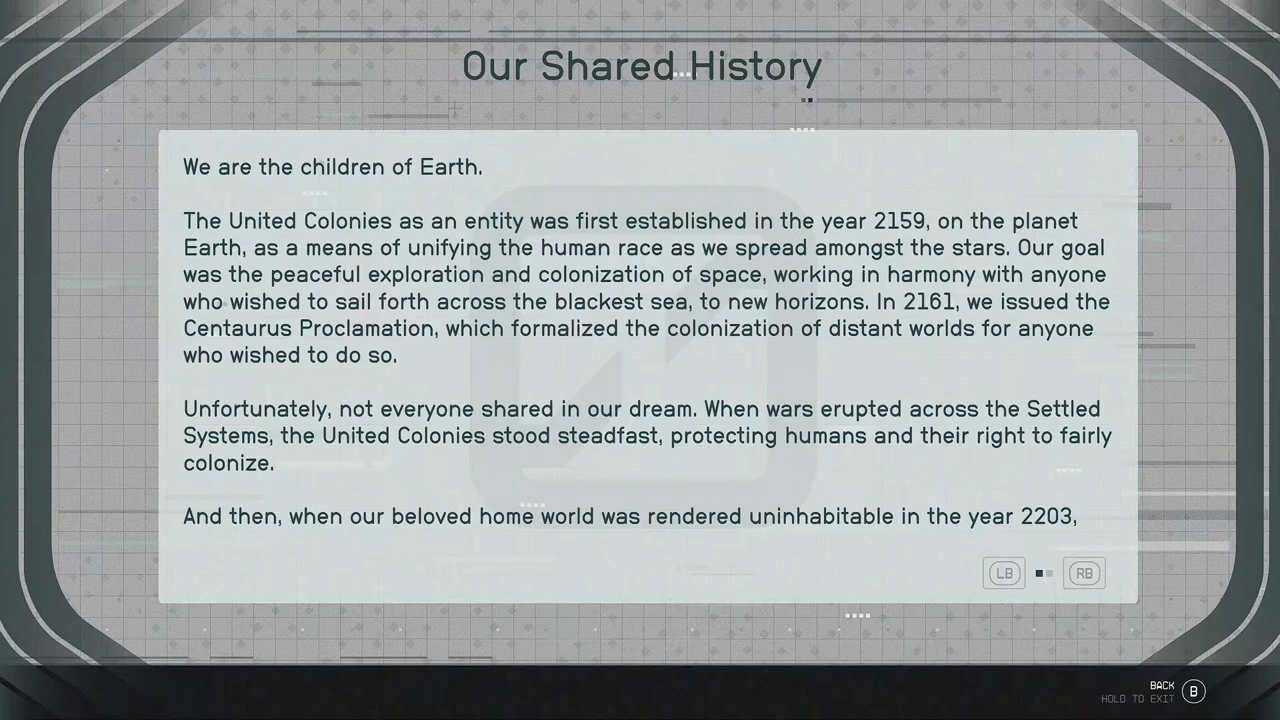 Our Shared History
We are the children of Earth.
The United Colonies as an entity was first established in the year 2159, on the planet
Earth, as a means of unifying the human race as we spread amongst the stars. Our goal
was the peaceful exploration and colonization of space, working in harmony with anyone
who wished to sail forth across the blackest sea, to new horizons. In 2161, we issued the
Centaurus Proclamation, which formalized the colonization of distant worlds for anyone
who wished to do so.
Unfortunately, not everyone shared in our dream. When wars erupted across the Settled
Systems, the United Colonies stood steadfast, protecting humans and their right to fairly
colonize.
And then, when our beloved home world was rendered uninhabitable in the year 2203,
LB RB
BACK
HOLD TO EXIT B